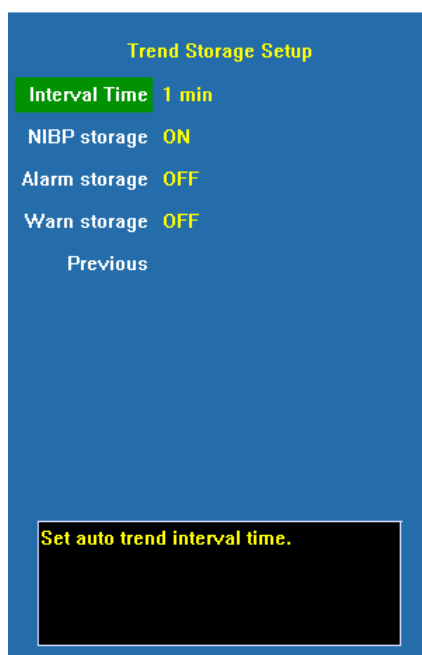 Trend Storage Setup
Interval Time 1 min
NIBP storage ON
Alarm storage OFF
Warn storage OFF
Previous
Set auto trend interval time.